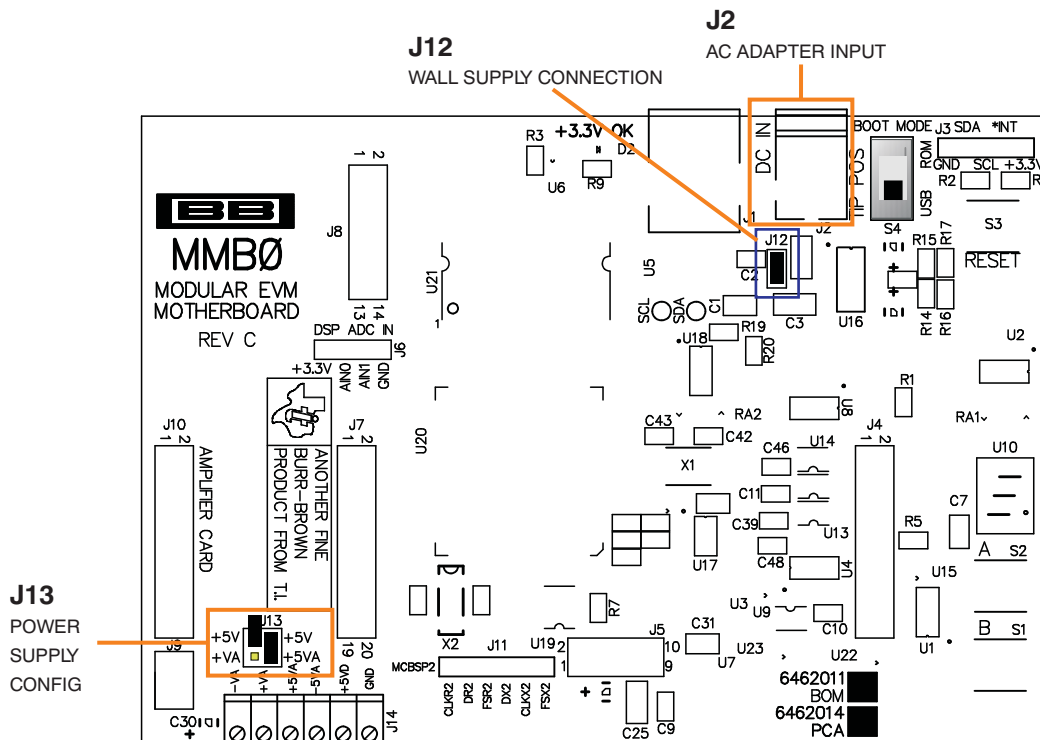 J2
AC ADAPTER INPUT
J12
WALL SUPPLY CONNECTION
J13
POWER
SUPPLY
CONFIG
BB
MMBØ
MODULAR EVM
MOTHERBOARD
REV C
R3
+3.3V OK
D2
U6
R9
DC IN
TIP POS
BOOT MODE
ROM
USB
J3 SDA *INT
GND SCL +3.3V
R2
R
S4
S3
RESET
J1
J2
J12
C2
U5
1 2
J8
13 14
U21
1
DSP ADC IN
J6
+3.3V
AIN0
AIN1
GND
SCL
SDA
C1
C3
U16
R15
R17
R14
R16
U2
R19
R20
U18
U8
R1
RA1
RA2
C43
C42
X1
U14
C46
C11
C39
U13
C48
U4
J4
U10
C7
R5
A S2
B S1
U15
U1
U17
U20
J10
1 2
AMPLIFIER CARD
J9
ANOTHER FINE
BURR-BROWN
PRODUCT FROM T.I.
J7
1 2
19 20
J13
+5V
+5V
+VA
+5VA
-VA
+VA
+5VA
-5VA
+5VD
GND
J14
C30
+
X2
U19
R7
J5
2 10
1 9
J11
MCBSP2
CLKR2
DR2
FSR2
DX2
CLKX2
FSX2
+
C25
C9
C31
U7
U3
U9
C10
U23
U22
6462011
BOM
6462014
PCA